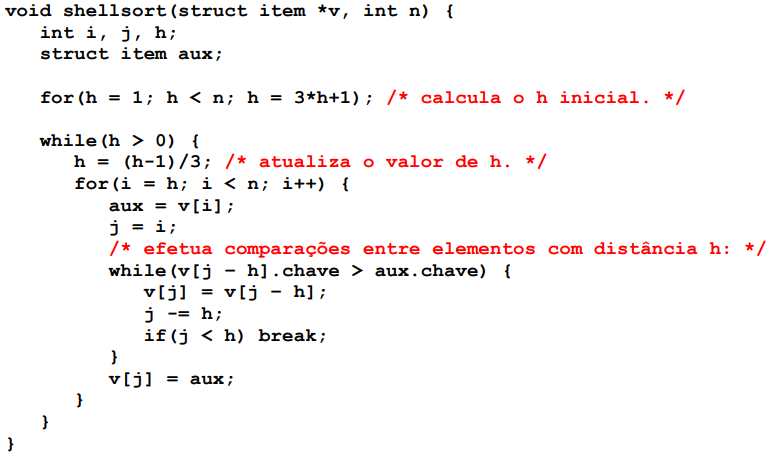 void shellsort(struct item *v, int n) {
   int i, j, h;
   struct item aux;

   for(h = 1; h < n; h = 3*h+1); /* calcula o h inicial. */

   while(h > 0) {
      h = (h-1)/3; /* atualiza o valor de h. */
      for(i = h; i < n; i++) {
         aux = v[i];
         j = i;
         /* efetua comparações entre elementos com distância h: */
         while(v[j - h].chave > aux.chave) {
            v[j] = v[j - h];
            j -= h;
            if(j < h) break;
         }
         v[j] = aux;
      }
   }
}